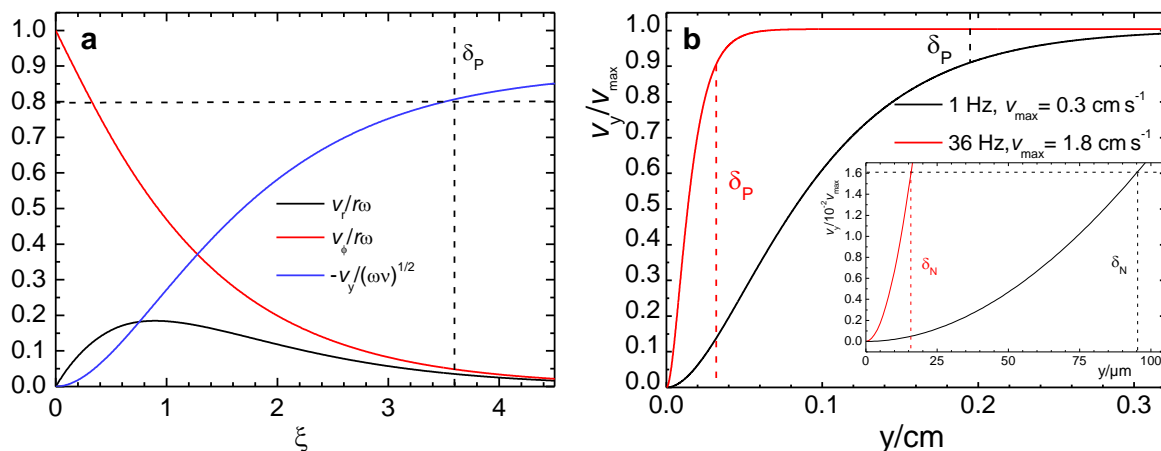 a
1.0
0.9
0.8
0.7
0.6
0.5
0.4
0.3
0.2
0.1
0.0
0 1 2 3 4
ξ
δP
vr/rω
vϕ/rω
-vy/(ων)1/2
b
1.0
0.9
0.8
0.7
0.6
0.5
0.4
0.3
0.2
0.1
0.0
0.0 0.1 0.2 0.3
y/cm
vy/vmax
δP
1 Hz, vmax= 0.3 cm s-1
36 Hz, vmax= 1.8 cm s-1
δP
1.6
1.4
1.2
1.0
0.8
0.6
0.4
0.2
0.0
0 25 50 75 100
y/µm
vy/10-2vmax
δN
δN